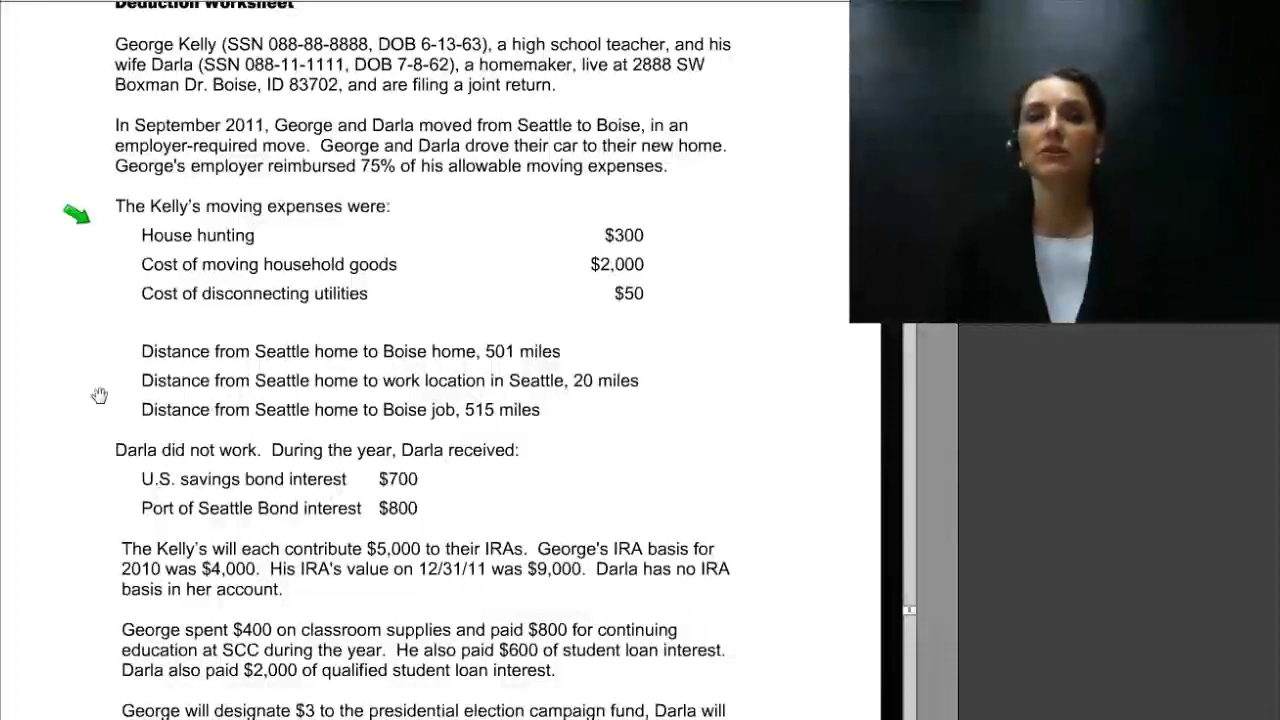 Deduction Worksheet
George Kelly (SSN 088-88-8888, DOB 6-13-63), a high school teacher, and his
wife Darla (SSN 088-11-1111, DOB 7-8-62), a homemaker, live at 2888 SW
Boxman Dr. Boise, ID 83702, and are filing a joint return.
In September 2011, George and Darla moved from Seattle to Boise, in an
employer-required move.  George and Darla drove their car to their new home.
George's employer reimbursed 75% of his allowable moving expenses.
The Kelly's moving expenses were:
House hunting $300
Cost of moving household goods $2,000
Cost of disconnecting utilities $50
Distance from Seattle home to Boise home, 501 miles
Distance from Seattle home to work location in Seattle, 20 miles
Distance from Seattle home to Boise job, 515 miles
Darla did not work.  During the year, Darla received:
U.S. savings bond interest $700
Port of Seattle Bond interest $800
The Kelly's will each contribute $5,000 to their IRAs.  George's IRA basis for
2010 was $4,000.  His IRA's value on 12/31/11 was $9,000.  Darla has no IRA
basis in her account.
George spent $400 on classroom supplies and paid $800 for continuing
education at SCC during the year.  He also paid $600 of student loan interest.
Darla also paid $2,000 of qualified student loan interest.
George will designate $3 to the presidential election campaign fund, Darla will